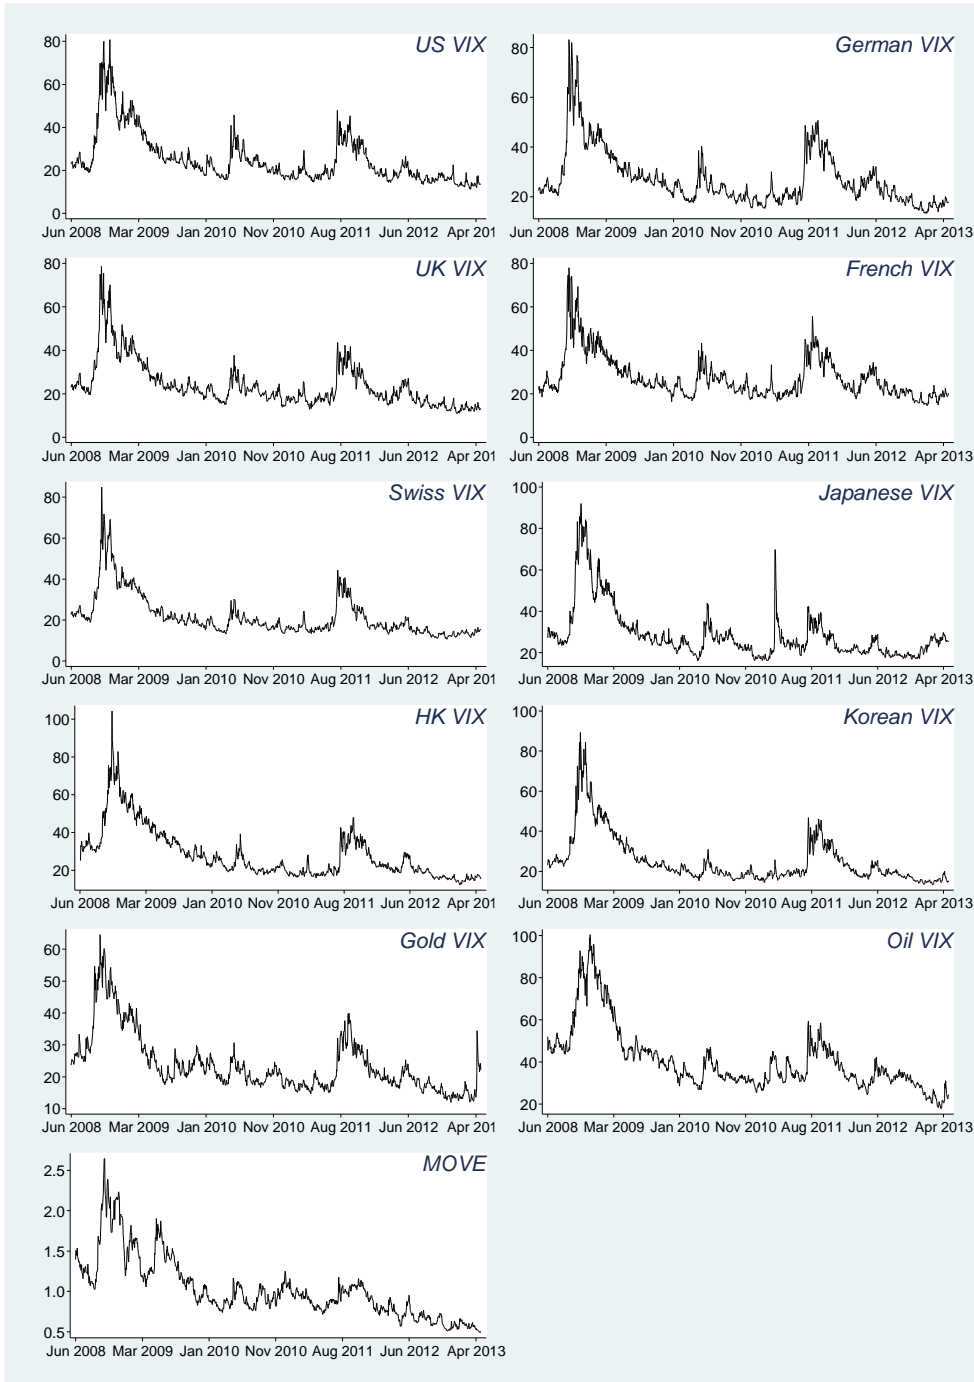 US VIX
80
60
40
20
0
Jun 2008 Mar 2009 Jan 2010 Nov 2010 Aug 2011 Jun 2012 Apr 201
German VIX
80
60
40
20
Jun 2008 Mar 2009 Jan 2010 Nov 2010 Aug 2011 Jun 2012 Apr 2013
UK VIX
80
60
40
20
0
Jun 2008 Mar 2009 Jan 2010 Nov 2010 Aug 2011 Jun 2012 Apr 201
French VIX
80
60
40
20
0
Jun 2008 Mar 2009 Jan 2010 Nov 2010 Aug 2011 Jun 2012 Apr 2013
Swiss VIX
80
60
40
20
0
Jun 2008 Mar 2009 Jan 2010 Nov 2010 Aug 2011 Jun 2012 Apr 201
Japanese VIX
100
80
60
40
20
Jun 2008 Mar 2009 Jan 2010 Nov 2010 Aug 2011 Jun 2012 Apr 2013
HK VIX
100
80
60
40
20
Jun 2008 Mar 2009 Jan 2010 Nov 2010 Aug 2011 Jun 2012 Apr 201
Korean VIX
100
80
60
40
20
Jun 2008 Mar 2009 Jan 2010 Nov 2010 Aug 2011 Jun 2012 Apr 2013
Gold VIX
60
50
40
30
20
10
Jun 2008 Mar 2009 Jan 2010 Nov 2010 Aug 2011 Jun 2012 Apr 201
Oil VIX
100
80
60
40
20
Jun 2008 Mar 2009 Jan 2010 Nov 2010 Aug 2011 Jun 2012 Apr 2013
MOVE
2.5
2.0
1.5
1.0
0.5
Jun 2008 Mar 2009 Jan 2010 Nov 2010 Aug 2011 Jun 2012 Apr 2013